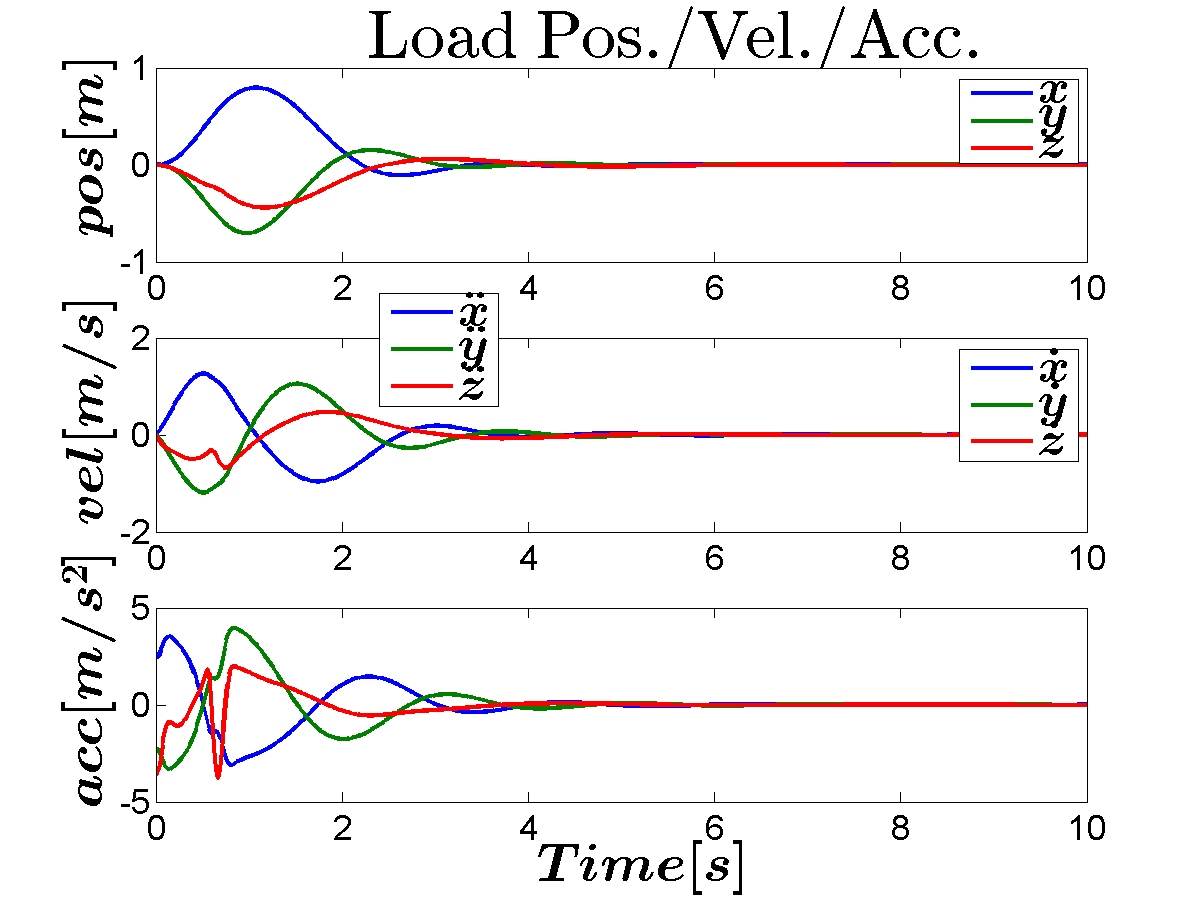 Load Pos./Vel./Acc.
pos[m]
1
0
-1
x
y
z
0 2 4 6 8 10
vel[m/s]
2
0
-2
ẍ
ÿ
z̈
ẋ
ẏ
ż
0 2 4 6 8 10
acc[m/s²]
5
0
-5
0 2 4 6 8 10
Time[s]